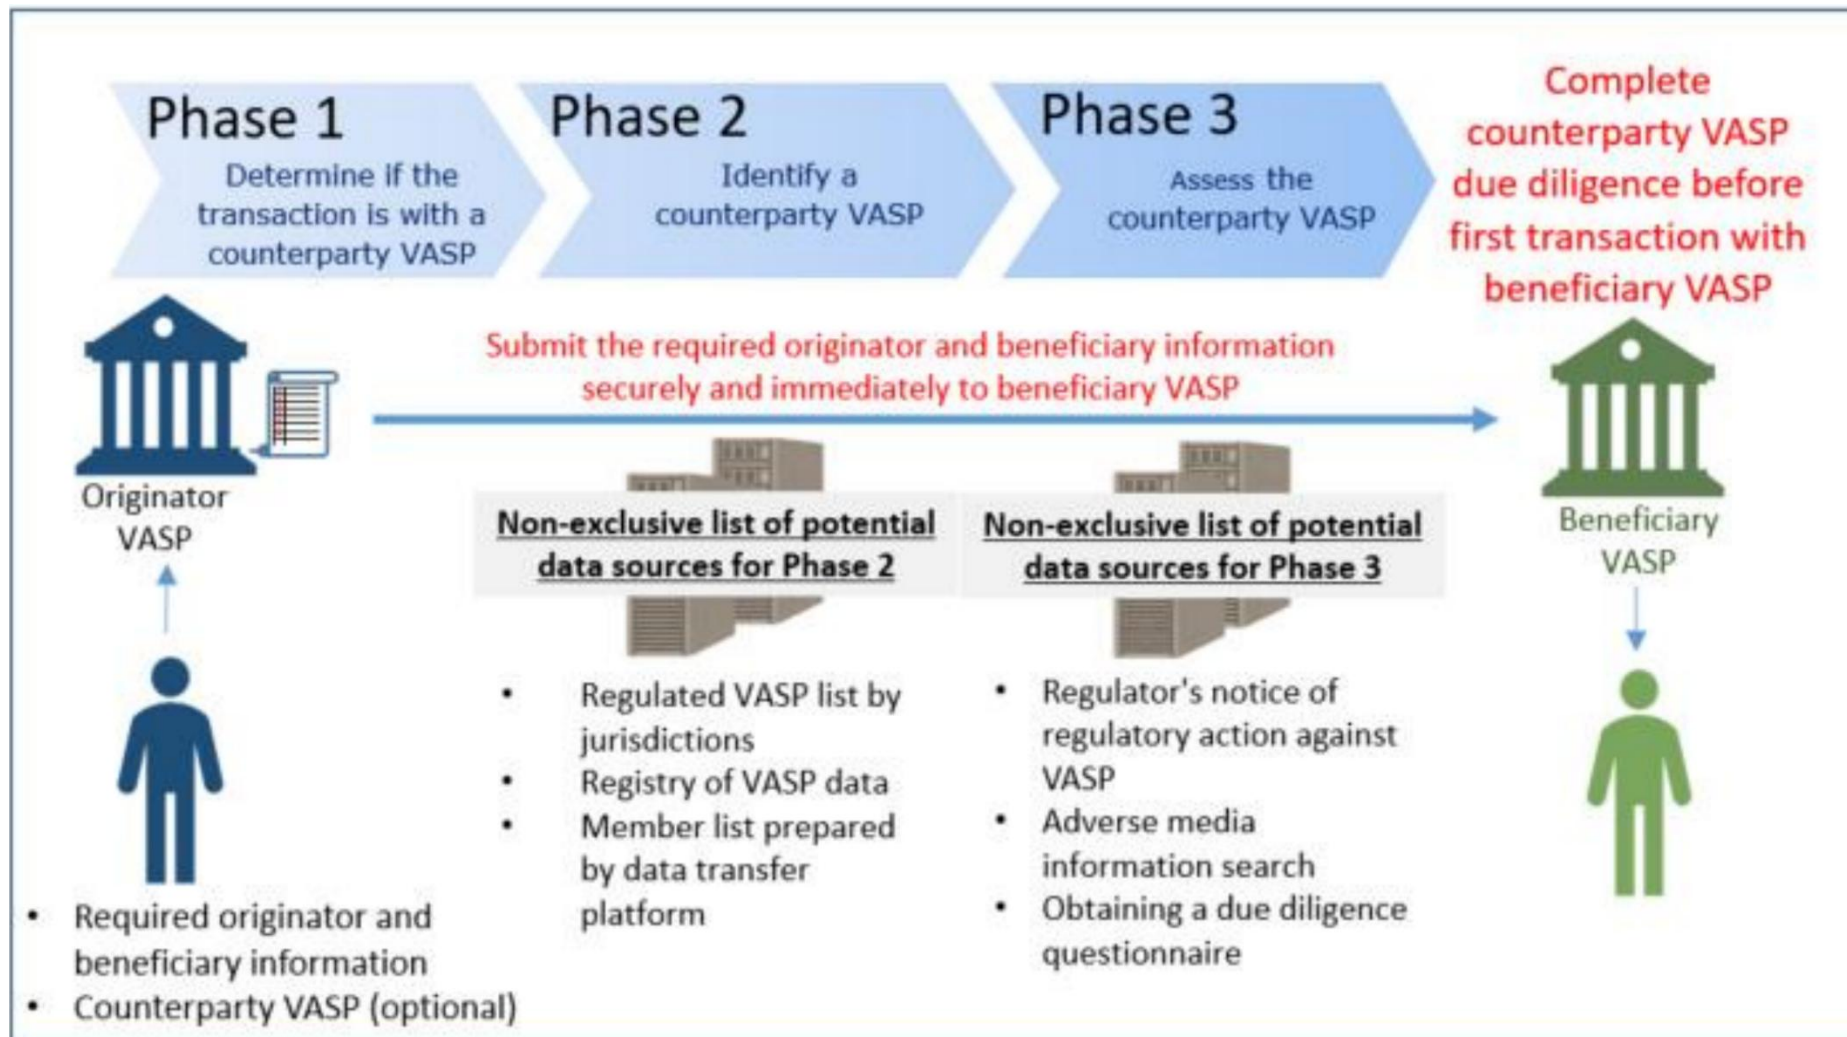 Phase 1
Determine if the
transaction is with a
counterparty VASP
Phase 2
Identify a
counterparty VASP
Phase 3
Assess the
counterparty VASP
Complete
counterparty VASP
due diligence before
first transaction with
beneficiary VASP
Submit the required originator and beneficiary information
securely and immediately to beneficiary VASP
Originator
VASP
Non-exclusive list of potential
data sources for Phase 2
Non-exclusive list of potential
data sources for Phase 3
Beneficiary
VASP
• Regulated VASP list by
jurisdictions
• Registry of VASP data
• Member list prepared
by data transfer
platform
• Regulator's notice of
regulatory action against
VASP
• Adverse media
information search
• Obtaining a due diligence
questionnaire
• Required originator and
beneficiary information
• Counterparty VASP (optional)